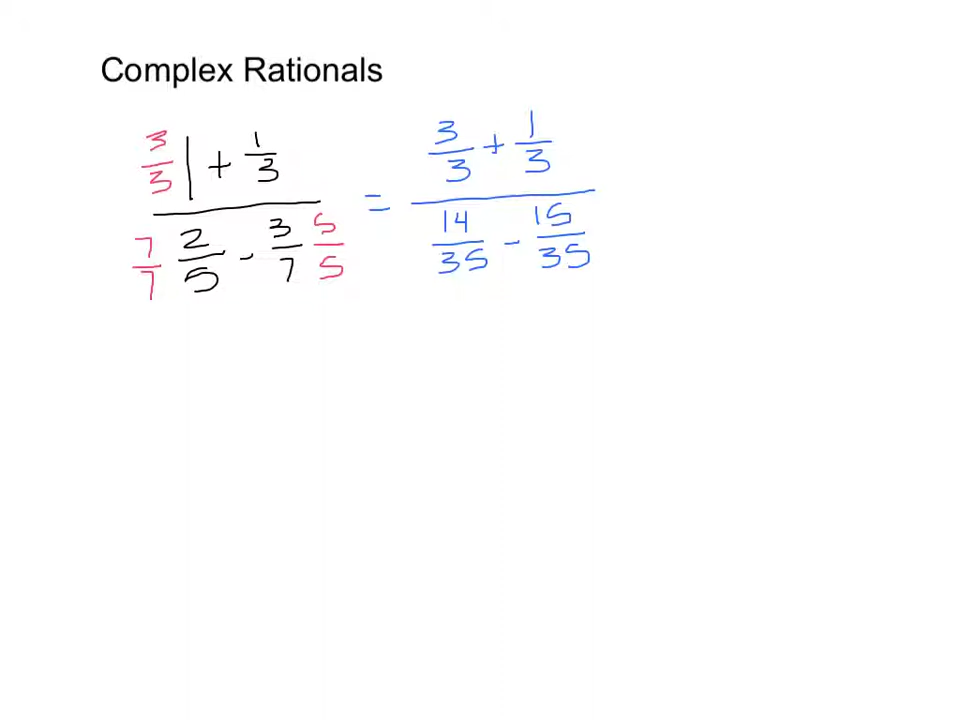 Complex Rationals
3/3 1 + 1/3 = 3/3 + 1/3
7/7 2/5 - 3/7 5/5 14/35 - 15/35